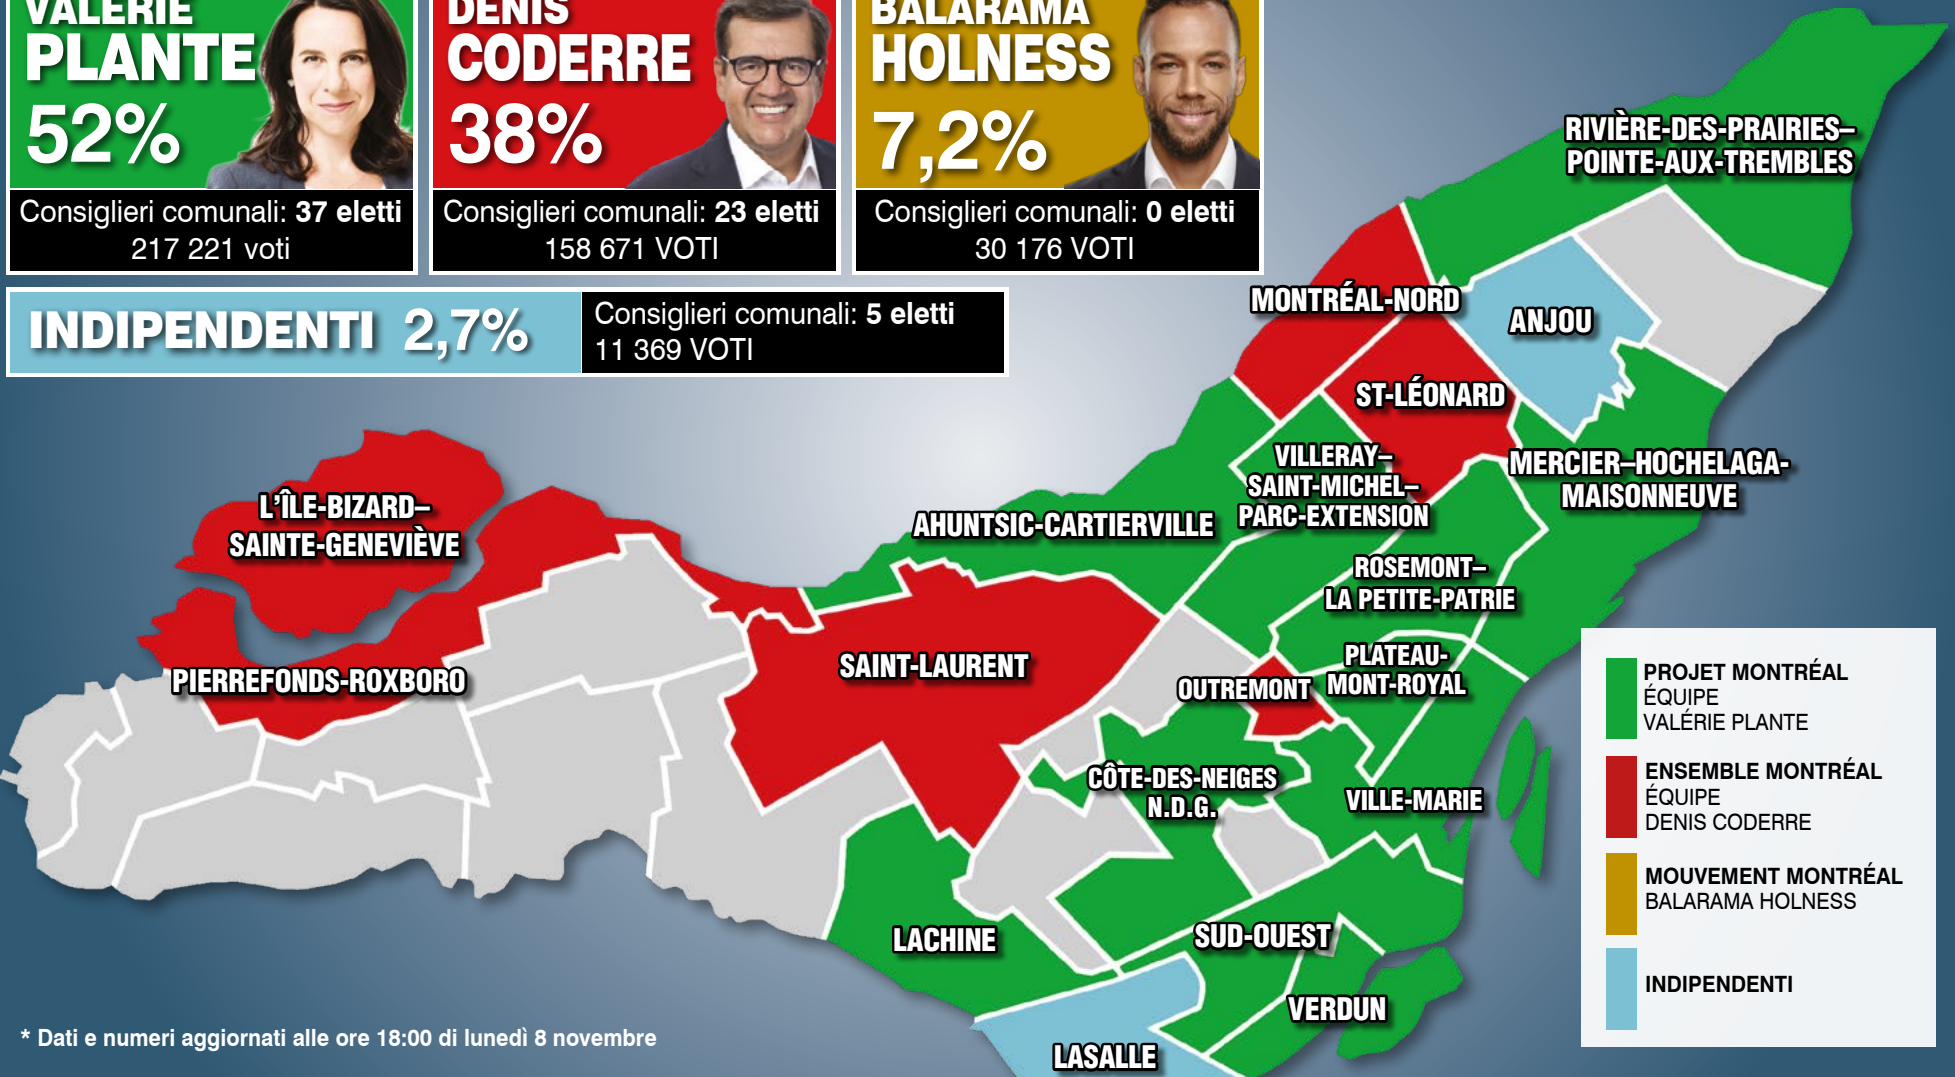 VALÉRIE
PLANTE
52%
Consiglieri comunali: 37 eletti
217 221 voti
DENIS
CODERRE
38%
Consiglieri comunali: 23 eletti
158 671 VOTI
BALARAMA
HOLNESS
7,2%
Consiglieri comunali: 0 eletti
30 176 VOTI
INDIPENDENTI 2,7%
Consiglieri comunali: 5 eletti
11 369 VOTI
RIVIÈRE-DES-PRAIRIES–
POINTE-AUX-TREMBLES
MONTRÉAL-NORD
ANJOU
ST-LÉONARD
MERCIER–HOCHELAGA-
MAISONNEUVE
VILLERAY–
SAINT-MICHEL–
PARC-EXTENSION
AHUNTSIC-CARTIERVILLE
L'ÎLE-BIZARD–
SAINTE-GENEVIÈVE
ROSEMONT–
LA PETITE-PATRIE
PIERREFONDS-ROXBORO
SAINT-LAURENT
OUTREMONT
PLATEAU-
MONT-ROYAL
CÔTE-DES-NEIGES
N.D.G.
VILLE-MARIE
LACHINE
SUD-OUEST
VERDUN
LASALLE
PROJET MONTRÉAL
ÉQUIPE
VALÉRIE PLANTE
ENSEMBLE MONTRÉAL
ÉQUIPE
DENIS CODERRE
MOUVEMENT MONTRÉAL
BALARAMA HOLNESS
INDIPENDENTI
* Dati e numeri aggiornati alle ore 18:00 di lunedì 8 novembre